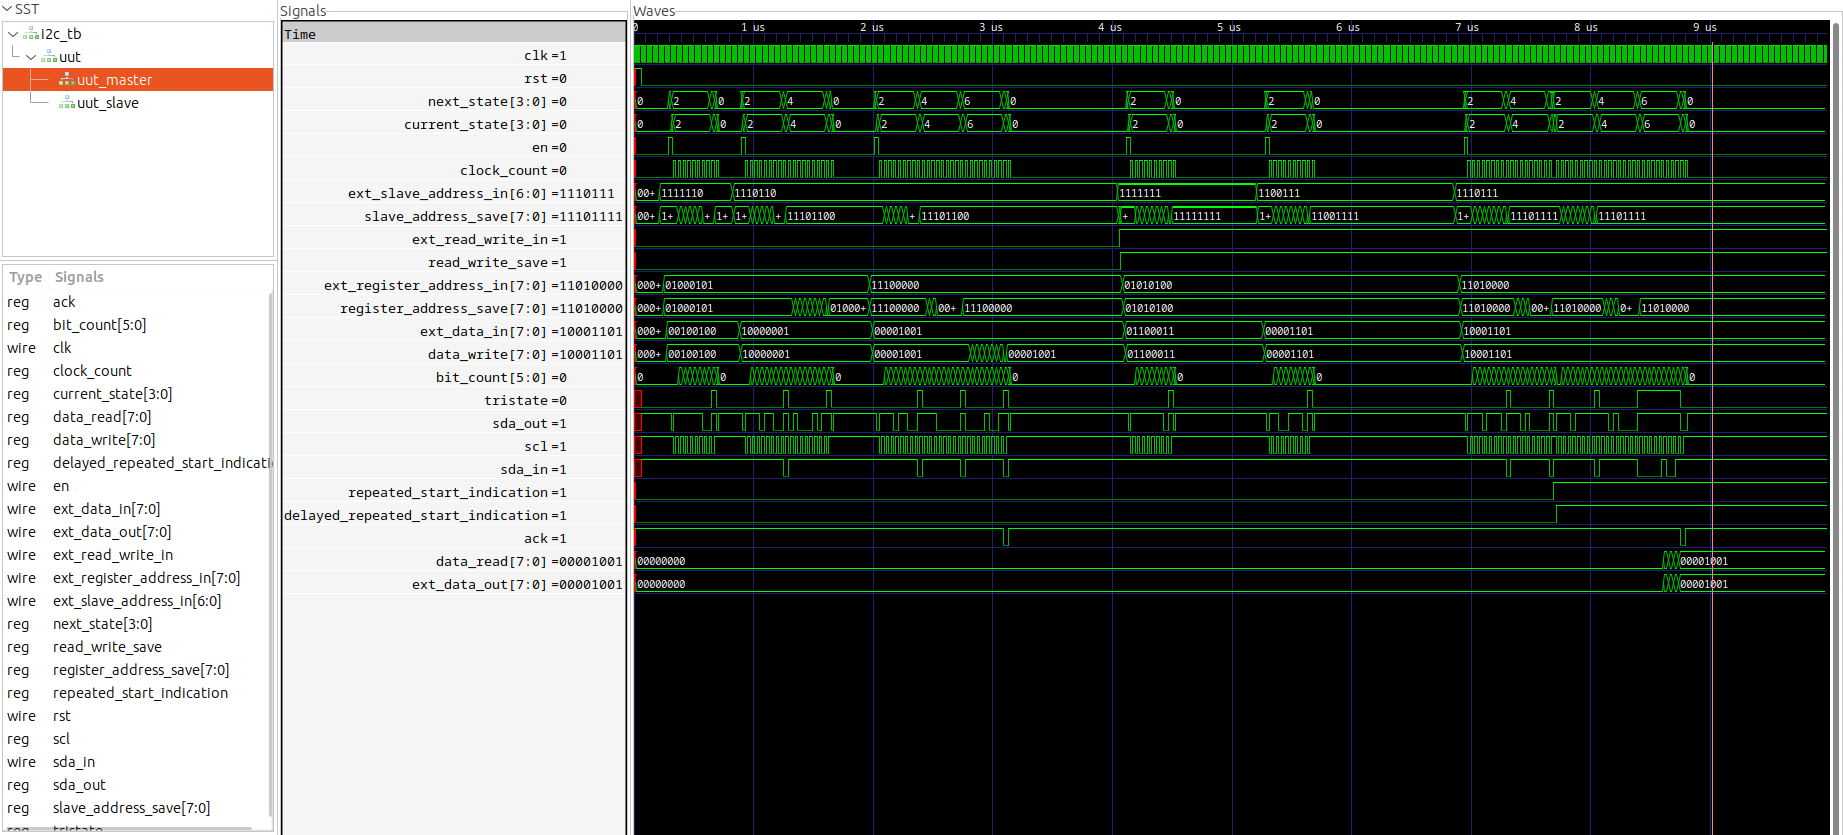 SST
i2c_tb
uut
uut_master
uut_slave
Type Signals
reg ack
reg bit_count[5:0]
wire clk
reg clock_count
reg current_state[3:0]
reg data_read[7:0]
reg data_write[7:0]
reg delayed_repeated_start_indicati
wire en
wire ext_data_in[7:0]
wire ext_data_out[7:0]
wire ext_read_write_in
wire ext_register_address_in[7:0]
wire ext_slave_address_in[6:0]
reg next_state[3:0]
reg read_write_save
reg register_address_save[7:0]
reg repeated_start_indication
wire rst
reg scl
wire sda_in
reg sda_out
reg slave_address_save[7:0]
reg tristate
Signals
Time
clk=1
rst=0
next_state[3:0]=0
current_state[3:0]=0
en=0
clock_count=0
ext_slave_address_in[6:0]=1110111
slave_address_save[7:0]=11101111
ext_read_write_in=1
read_write_save=1
ext_register_address_in[7:0]=11010000
register_address_save[7:0]=11010000
ext_data_in[7:0]=10001101
data_write[7:0]=10001101
bit_count[5:0]=0
tristate=0
sda_out=1
scl=1
sda_in=1
repeated_start_indication=1
delayed_repeated_start_indication=1
ack=1
data_read[7:0]=00001001
ext_data_out[7:0]=00001001
Waves
0 1 us 2 us 3 us 4 us 5 us 6 us 7 us 8 us 9 us
0 2 0 2 4 0 2 4 6 0 2 0 2 0 2 4 2 4 6 0
0 2 0 2 4 0 2 4 6 0 2 0 2 0 2 4 2 4 6 0
00+ 1111110 1110110 1111111 1100111 1110111
00+ 1+ + 1+ 1+ + 11101100 + 11101100 + 11111111 1+ 11001111 1+ 11101111 11101111
000+ 01000101 11100000 01010100 11010000
000+ 01000101 01000+ 11100000 00+ 11100000 01010100 11010000 00+ 11010000 0+ 11010000
000+ 00100100 10000001 00001001 01100011 00001101 10001101
000+ 00100100 10000001 00001001 00001001 01100011 00001101 10001101
0 0 0 0 0 0 0
00000000 00001001
00000000 00001001